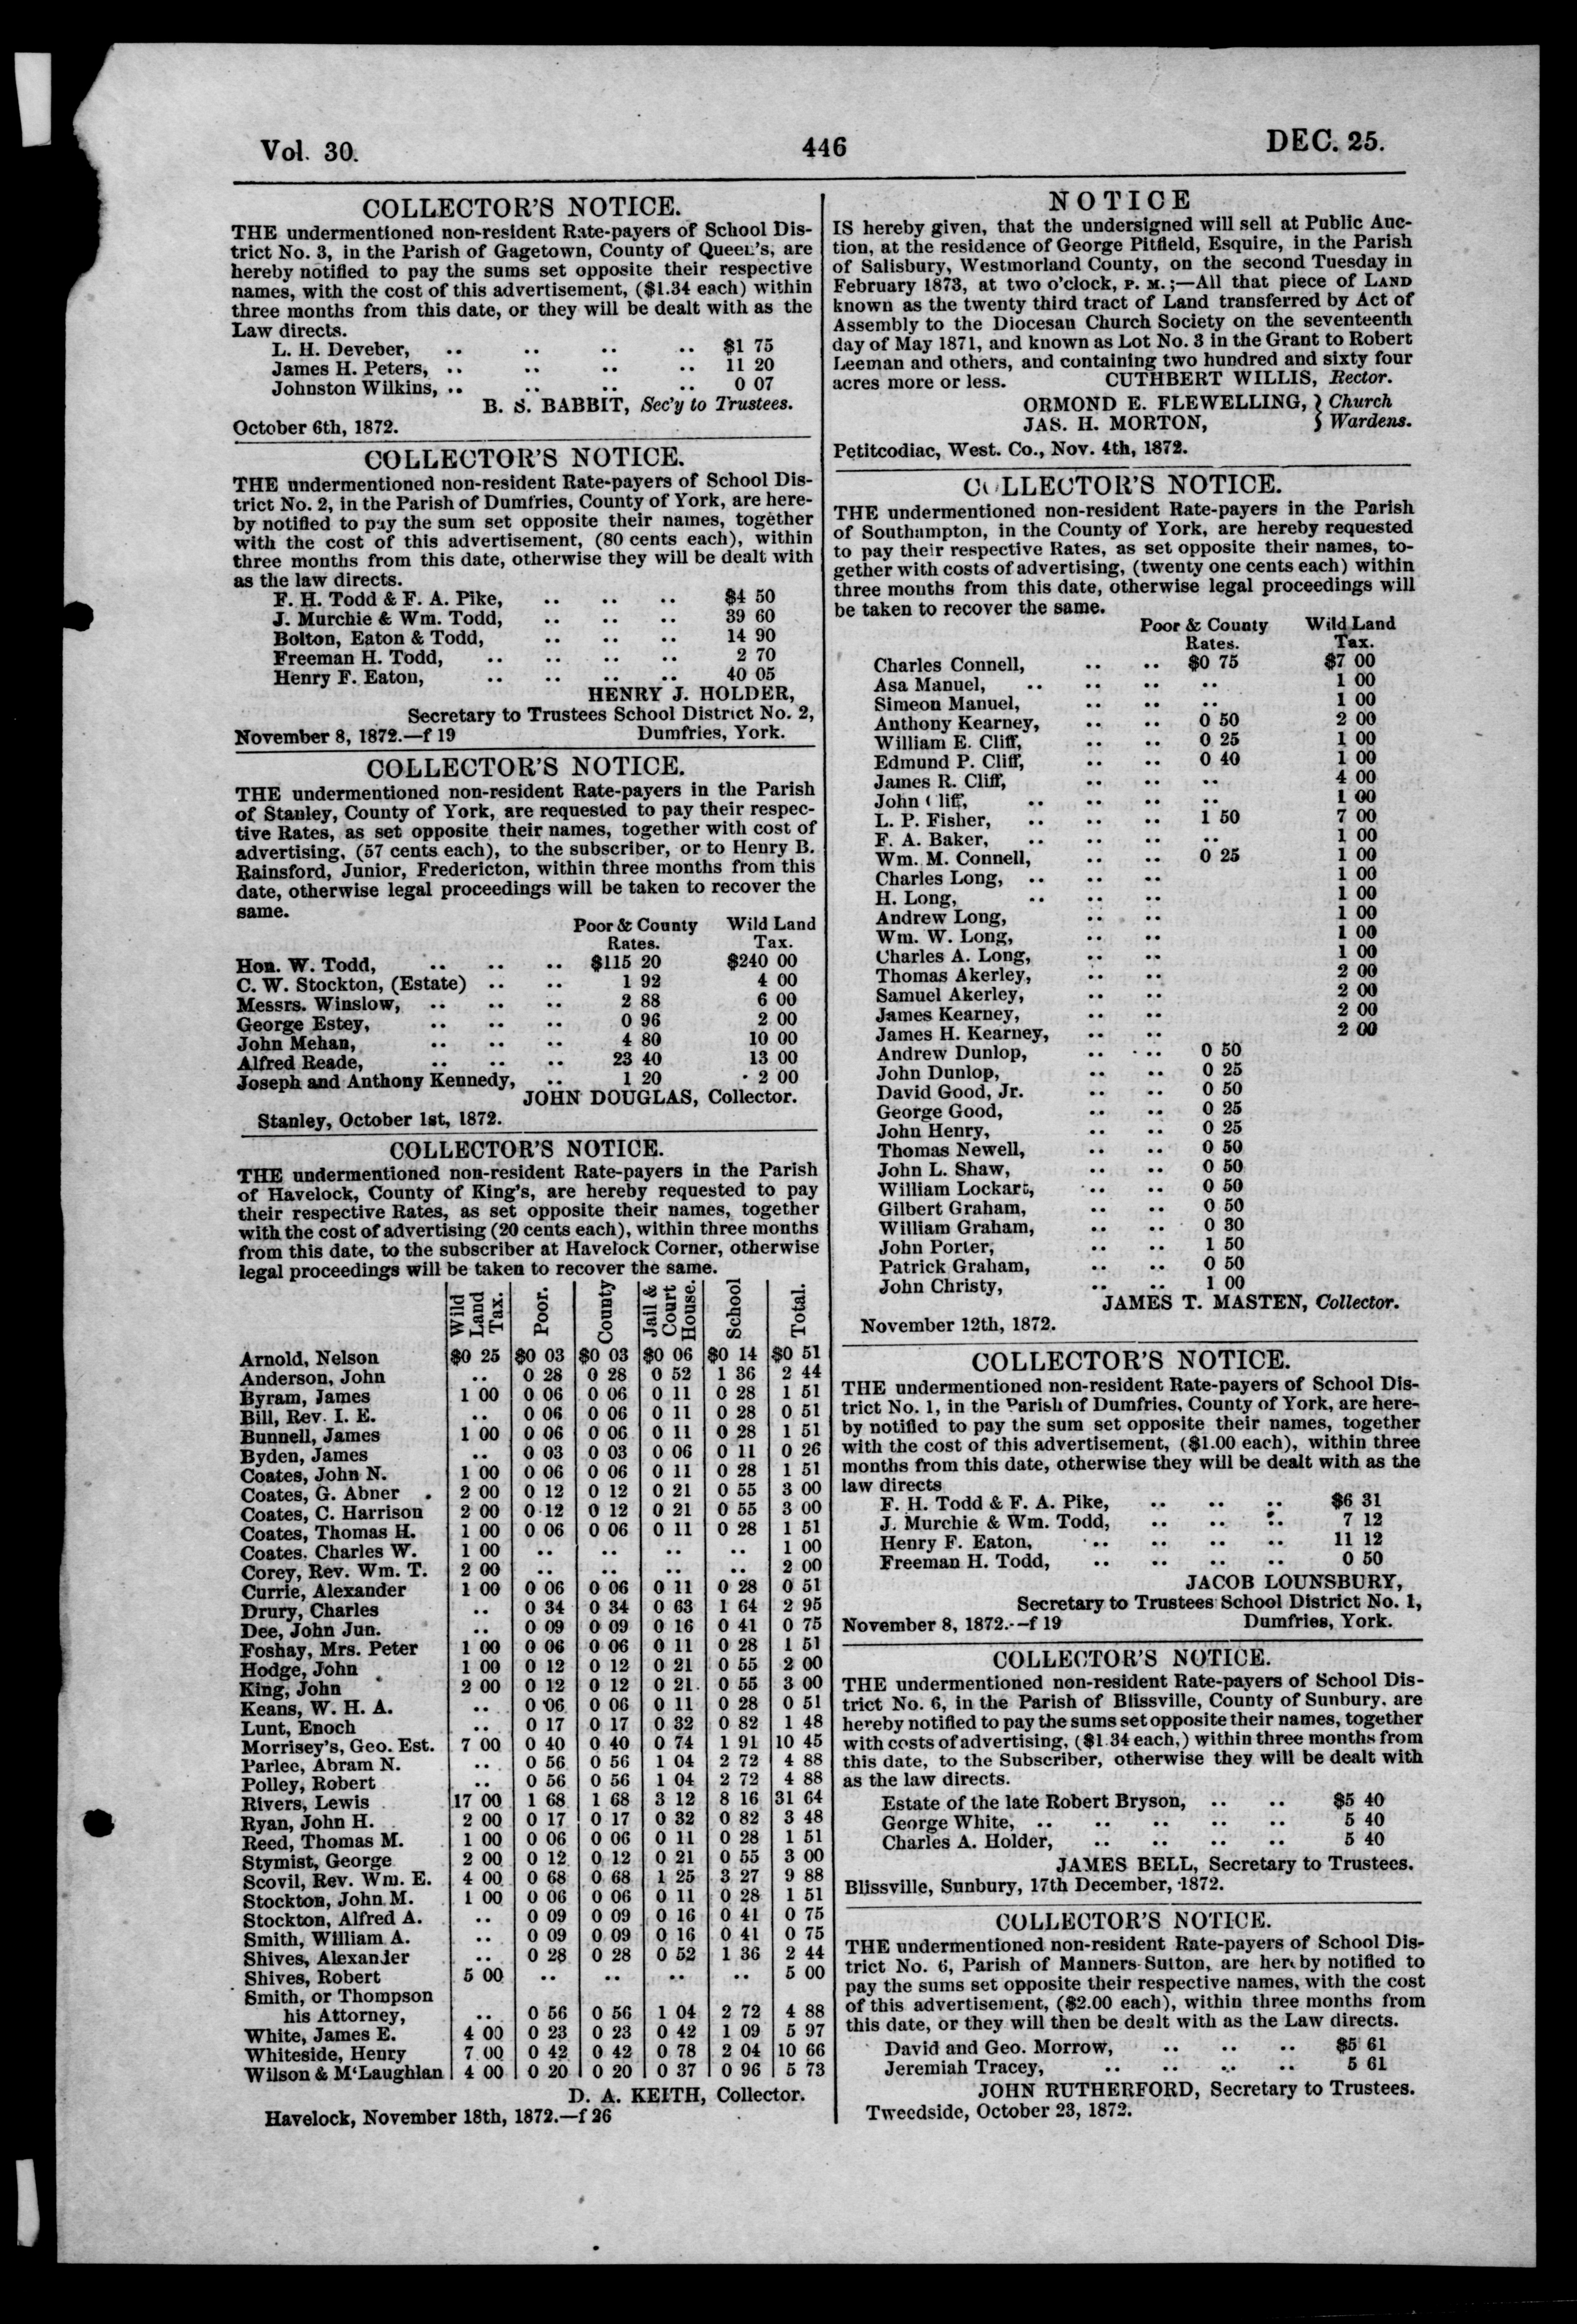 Vol. 30.
446
DEC. 25.
COLLECTOR'S NOTICE.
THE undermentioned non-resident Rate-payers of School Dis-
trict No. 3, in the Parish of Gagetown, County of Queen's, are
hereby notified to pay the sums set opposite their respective
names, with the cost of this advertisement, ($1.34 each) within
three months from this date, or they will be dealt with as the
Law directs.
L. H. Deveber, .. .. .. .. $1 75
James H. Peters, .. .. .. .. 11 20
Johnston Wilkins, .. .. .. .. 0 07
B. S. BABBIT, Sec'y to Trustees.
October 6th, 1872.
COLLECTOR'S NOTICE.
THE undermentioned non-resident Rate-payers of School Dis-
trict No. 2, in the Parish of Dumfries, County of York, are here-
by notified to pay the sum set opposite their names, together
with the cost of this advertisement, (80 cents each), within
three months from this date, otherwise they will be dealt with
as the law directs.
F. H. Todd & F. A. Pike, .. .. .. $4 50
J. Murchie & Wm. Todd, .. .. .. 39 60
Bolton, Eaton & Todd, .. .. .. 14 90
Freeman H. Todd, .. .. .. .. 2 70
Henry F. Eaton, .. .. .. .. 40 05
HENRY J. HOLDER,
Secretary to Trustees School District No. 2,
November 8, 1872.—f 19 Dumfries, York.
COLLECTOR'S NOTICE.
THE undermentioned non-resident Rate-payers in the Parish
of Stanley, County of York, are requested to pay their respec-
tive Rates, as set opposite their names, together with cost of
advertising, (57 cents each), to the subscriber, or to Henry B.
Rainsford, Junior, Fredericton, within three months from this
date, otherwise legal proceedings will be taken to recover the
same.
Poor & County Wild Land
Rates. Tax.
Hon. W. Todd, .. .. .. $115 20 $240 00
C. W. Stockton, (Estate) .. .. 1 92 4 00
Messrs. Winslow, .. .. .. 2 88 6 00
George Estey, .. .. .. 0 96 2 00
John Mehan, .. .. .. 4 80 10 00
Alfred Reade, .. .. .. 23 40 13 00
Joseph and Anthony Kennedy, .. 1 20 2 00
JOHN DOUGLAS, Collector.
Stanley, October 1st, 1872.
COLLECTOR'S NOTICE.
THE undermentioned non-resident Rate-payers in the Parish
of Havelock, County of King's, are hereby requested to pay
their respective Rates, as set opposite their names, together
with the cost of advertising (20 cents each), within three months
from this date, to the subscriber at Havelock Corner, otherwise
legal proceedings will be taken to recover the same.
Wild Land Tax. Poor. County Jail & Court House. School Total.
Arnold, Nelson $0 25 $0 03 $0 03 $0 06 $0 14 $0 51
Anderson, John .. 0 28 0 28 0 52 1 36 2 44
Byram, James 1 00 0 06 0 06 0 11 0 28 1 51
Bill, Rev. I. E. .. 0 06 0 06 0 11 0 28 0 51
Bunnell, James 1 00 0 06 0 06 0 11 0 28 1 51
Byden, James .. 0 03 0 03 0 06 0 11 0 26
Coates, John N. 1 00 0 06 0 06 0 11 0 28 1 51
Coates, G. Abner 2 00 0 12 0 12 0 21 0 55 3 00
Coates, C. Harrison 2 00 0 12 0 12 0 21 0 55 3 00
Coates, Thomas H. 1 00 0 06 0 06 0 11 0 28 1 51
Coates, Charles W. 1 00 .. .. .. .. 1 00
Corey, Rev. Wm. T. 2 00 .. .. .. .. 2 00
Currie, Alexander 1 00 0 06 0 06 0 11 0 28 0 51
Drury, Charles .. 0 34 0 34 0 63 1 64 2 95
Dee, John Jun. .. 0 09 0 09 0 16 0 41 0 75
Foshay, Mrs. Peter 1 00 0 06 0 06 0 11 0 28 1 51
Hodge, John 1 00 0 12 0 12 0 21 0 55 2 00
King, John 2 00 0 12 0 12 0 21 0 55 3 00
Keans, W. H. A. .. 0 06 0 06 0 11 0 28 0 51
Lunt, Enoch .. 0 17 0 17 0 32 0 82 1 48
Morrisey's, Geo. Est. 7 00 0 40 0 40 0 74 1 91 10 45
Parlee, Abram N. .. 0 56 0 56 1 04 2 72 4 88
Polley, Robert .. 0 56 0 56 1 04 2 72 4 88
Rivers, Lewis 17 00 1 68 1 68 3 12 8 16 31 64
Ryan, John H. 2 00 0 17 0 17 0 32 0 82 3 48
Reed, Thomas M. 1 00 0 06 0 06 0 11 0 28 1 51
Stymist, George 2 00 0 12 0 12 0 21 0 55 3 00
Scovil, Rev. Wm. E. 4 00 0 68 0 68 1 25 3 27 9 88
Stockton, John M. 1 00 0 06 0 06 0 11 0 28 1 51
Stockton, Alfred A. .. 0 09 0 09 0 16 0 41 0 75
Smith, William A. .. 0 09 0 09 0 16 0 41 0 75
Shives, Alexander .. 0 28 0 28 0 52 1 36 2 44
Shives, Robert 5 00 .. .. .. .. 5 00
Smith, or Thompson
his Attorney, .. 0 56 0 56 1 04 2 72 4 88
White, James E. 4 00 0 23 0 23 0 42 1 09 5 97
Whiteside, Henry 7 00 0 42 0 42 0 78 2 04 10 66
Wilson & M'Laughlan 4 00 0 20 0 20 0 37 0 96 5 73
D. A. KEITH, Collector.
Havelock, November 18th, 1872.—f 26
NOTICE
IS hereby given, that the undersigned will sell at Public Auc-
tion, at the residence of George Pitfield, Esquire, in the Parish
of Salisbury, Westmorland County, on the second Tuesday in
February 1873, at two o'clock, P. M.;—All that piece of LAND
known as the twenty third tract of Land transferred by Act of
Assembly to the Diocesan Church Society on the seventeenth
day of May 1871, and known as Lot No. 3 in the Grant to Robert
Leeman and others, and containing two hundred and sixty four
acres more or less. CUTHBERT WILLIS, Rector.
ORMOND E. FLEWELLING, } Church
JAS. H. MORTON, } Wardens.
Petitcodiac, West. Co., Nov. 4th, 1872.
COLLECTOR'S NOTICE.
THE undermentioned non-resident Rate-payers in the Parish
of Southampton, in the County of York, are hereby requested
to pay their respective Rates, as set opposite their names, to-
gether with costs of advertising, (twenty one cents each) within
three months from this date, otherwise legal proceedings will
be taken to recover the same.
Poor & County Wild Land
Rates. Tax.
Charles Connell, .. .. $0 75 $7 00
Asa Manuel, .. .. .. .. 1 00
Simeon Manuel, .. .. .. 1 00
Anthony Kearney, .. .. 0 50 2 00
William E. Cliff, .. .. 0 25 1 00
Edmund P. Cliff, .. .. 0 40 1 00
James R. Cliff, .. .. .. 4 00
John Cliff, .. .. .. .. 1 00
L. P. Fisher, .. .. .. 1 50 7 00
F. A. Baker, .. .. .. .. 1 00
Wm. M. Connell, .. .. 0 25 1 00
Charles Long, .. .. .. 1 00
H. Long, .. .. .. 1 00
Andrew Long, .. .. 1 00
Wm. W. Long, .. .. 1 00
Charles A. Long, .. .. 1 00
Thomas Akerley, .. .. 2 00
Samuel Akerley, .. .. 2 00
James Kearney, .. .. 2 00
James H. Kearney, .. .. 2 00
Andrew Dunlop, .. .. 0 50
John Dunlop, .. .. 0 25
David Good, Jr. .. .. 0 50
George Good, .. .. 0 25
John Henry, .. .. 0 25
Thomas Newell, .. .. 0 50
John L. Shaw, .. .. 0 50
William Lockart, .. .. 0 50
Gilbert Graham, .. .. 0 50
William Graham, .. .. 0 30
John Porter, .. .. 1 50
Patrick Graham, .. .. 0 50
John Christy, .. .. 1 00
JAMES T. MASTEN, Collector.
November 12th, 1872.
COLLECTOR'S NOTICE.
THE undermentioned non-resident Rate-payers of School Dis-
trict No. 1, in the Parish of Dumfries, County of York, are here-
by notified to pay the sum set opposite their names, together
with the cost of this advertisement, ($1.00 each), within three
months from this date, otherwise they will be dealt with as the
law directs
F. H. Todd & F. A. Pike, .. .. .. $6 31
J. Murchie & Wm. Todd, .. .. .. 7 12
Henry F. Eaton, .. .. .. .. 11 12
Freeman H. Todd, .. .. .. .. 0 50
JACOB LOUNSBURY,
Secretary to Trustees School District No. 1,
November 8, 1872.--f 19 Dumfries, York.
COLLECTOR'S NOTICE.
THE undermentioned non-resident Rate-payers of School Dis-
trict No. 6, in the Parish of Blissville, County of Sunbury. are
hereby notified to pay the sums set opposite their names, together
with costs of advertising, ($1.34 each,) within three months from
this date, to the Subscriber, otherwise they will be dealt with
as the law directs.
Estate of the late Robert Bryson, .. .. $5 40
George White, .. .. .. .. .. 5 40
Charles A. Holder, .. .. .. .. 5 40
JAMES BELL, Secretary to Trustees.
Blissville, Sunbury, 17th December, 1872.
COLLECTOR'S NOTICE.
THE undermentioned non-resident Rate-payers of School Dis-
trict No. 6, Parish of Manners-Sutton, are hereby notified to
pay the sums set opposite their respective names, with the cost
of this advertisement, ($2.00 each), within three months from
this date, or they will then be dealt with as the Law directs.
David and Geo. Morrow, .. .. .. $5 61
Jeremiah Tracey, .. .. .. .. 5 61
JOHN RUTHERFORD, Secretary to Trustees.
Tweedside, October 23, 1872.